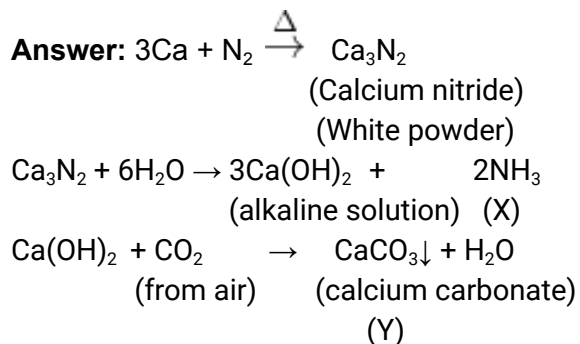 Δ
Answer: 3Ca + N₂ → Ca₃N₂
(Calcium nitride)
(White powder)
Ca₃N₂ + 6H₂O → 3Ca(OH)₂ + 2NH₃
(alkaline solution) (X)
Ca(OH)₂ + CO₂ → CaCO₃↓ + H₂O
(from air) (calcium carbonate)
(Y)